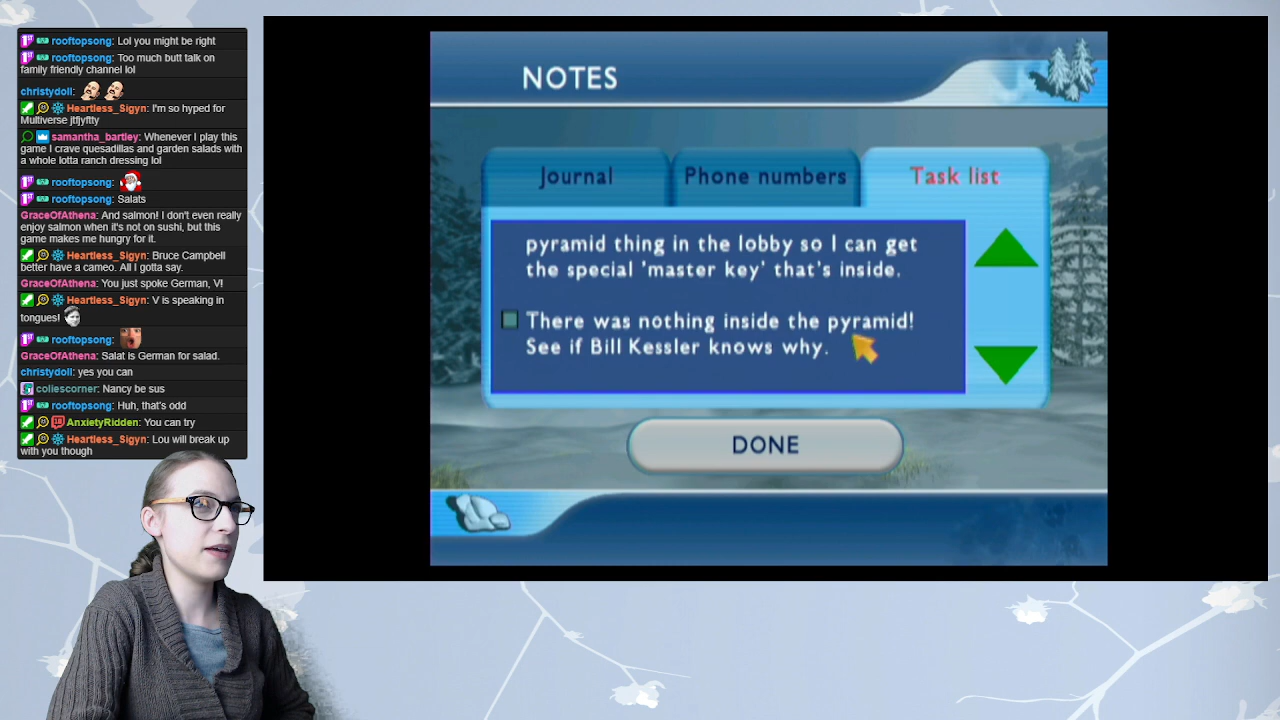 rooftopsong: Lol you might be right
rooftopsong: Too much butt talk on
family friendly channel lol
christydoll:
Heartless_Sigyn: I'm so hyped for
Multiverse jtfjyftty
samantha_bartley: Whenever I play this
game I crave quesadillas and garden salads with
a whole lotta ranch dressing lol
rooftopsong:
rooftopsong: Salats
GraceOfAthena: And salmon! I don't even really
enjoy salmon when it's not on sushi, but this
game makes me hungry for it.
Heartless_Sigyn: Bruce Campbell
better have a cameo. All I gotta say.
GraceOfAthena: You just spoke German, V!
Heartless_Sigyn: V is speaking in
tongues!
rooftopsong:
GraceOfAthena: Salat is German for salad.
christydoll: yes you can
coliescorner: Nancy be sus
rooftopsong: Huh, that's odd
AnxietyRidden: You can try
Heartless_Sigyn: Lou will break up
with you though
NOTES
Journal
Phone numbers
Task list
pyramid thing in the lobby so I can get
the special 'master key' that's inside.
There was nothing inside the pyramid!
See if Bill Kessler knows why.
DONE